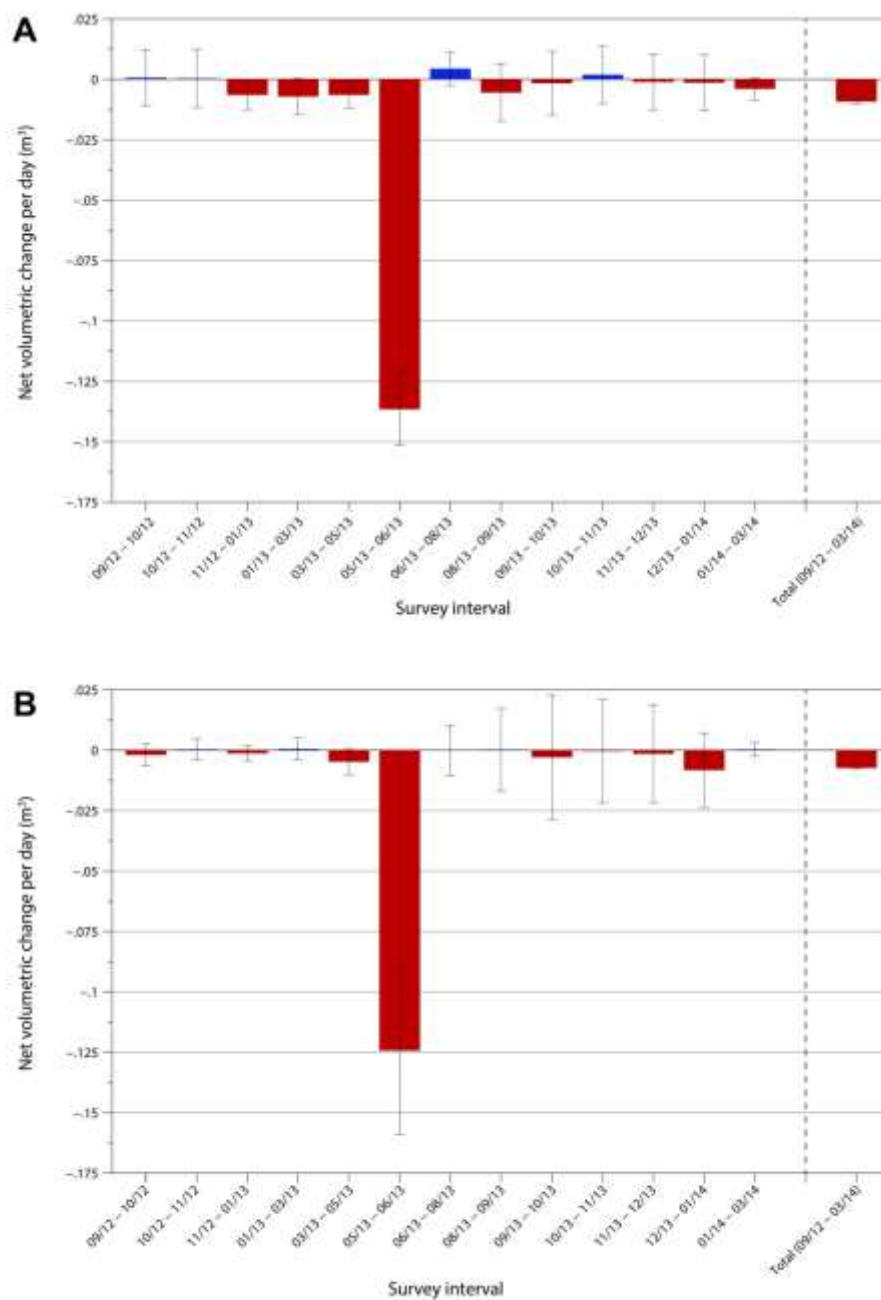 A
.025
0
−.025
−.05
−.075
−.1
−.125
−.15
−.175
Net volumetric change per day (m³)
09/12 – 10/12
10/12 – 11/12
11/12 – 01/13
01/13 – 03/13
03/13 – 05/13
05/13 – 06/13
06/13 – 08/13
08/13 – 09/13
09/13 – 10/13
10/13 – 11/13
11/13 – 12/13
12/13 – 01/14
01/14 – 03/14
Total (09/12 – 03/14)
Survey interval
B
.025
0
−.025
−.05
−.075
−.1
−.125
−.15
−.175
Net volumetric change per day (m³)
09/12 – 10/12
10/12 – 11/12
11/12 – 01/13
01/13 – 03/13
03/13 – 05/13
05/13 – 06/13
06/13 – 08/13
08/13 – 09/13
09/13 – 10/13
10/13 – 11/13
11/13 – 12/13
12/13 – 01/14
01/14 – 03/14
Total (09/12 – 03/14)
Survey interval